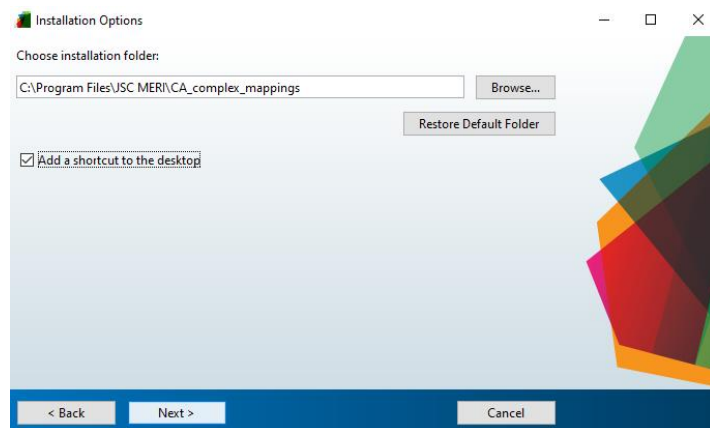 Installation Options
Choose installation folder:
C:\Program Files\JSC MERI\CA_complex_mappings
Browse...
Restore Default Folder
Add a shortcut to the desktop
< Back
Next >
Cancel